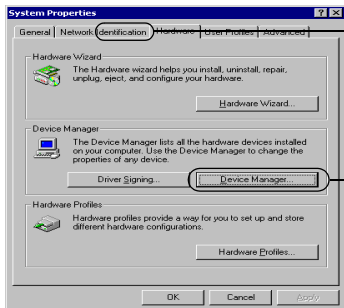 System Properties
General Network Identification Hardware User Profiles Advanced
Hardware Wizard
The Hardware wizard helps you install, uninstall, repair,
unplug, eject, and configure your hardware.
Hardware Wizard...
Device Manager
The Device Manager lists all the hardware devices installed
on your computer. Use the Device Manager to change the
properties of any device.
Driver Signing...
Device Manager...
Hardware Profiles
Hardware profiles provide a way for you to set up and store
different hardware configurations.
Hardware Profiles...
OK Cancel Apply